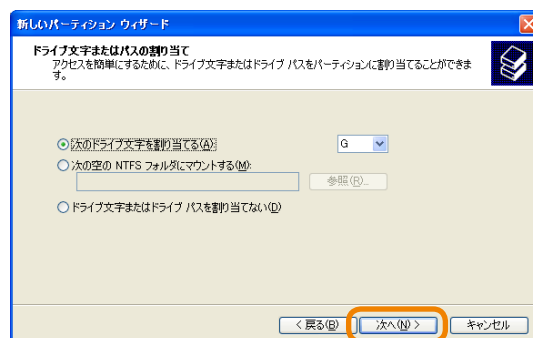 新しいパーティション ウィザード
ドライブ文字またはパスの割り当て
アクセスを簡単にするために、ドライブ文字またはドライブ パスをパーティションに割り当てることができま
す。
次のドライブ文字を割り当てる(A): G
次の空の NTFS フォルダにマウントする(M):
参照(R)...
ドライブ文字またはドライブ パスを割り当てない(D)
< 戻る(B) 次へ(N) > キャンセル